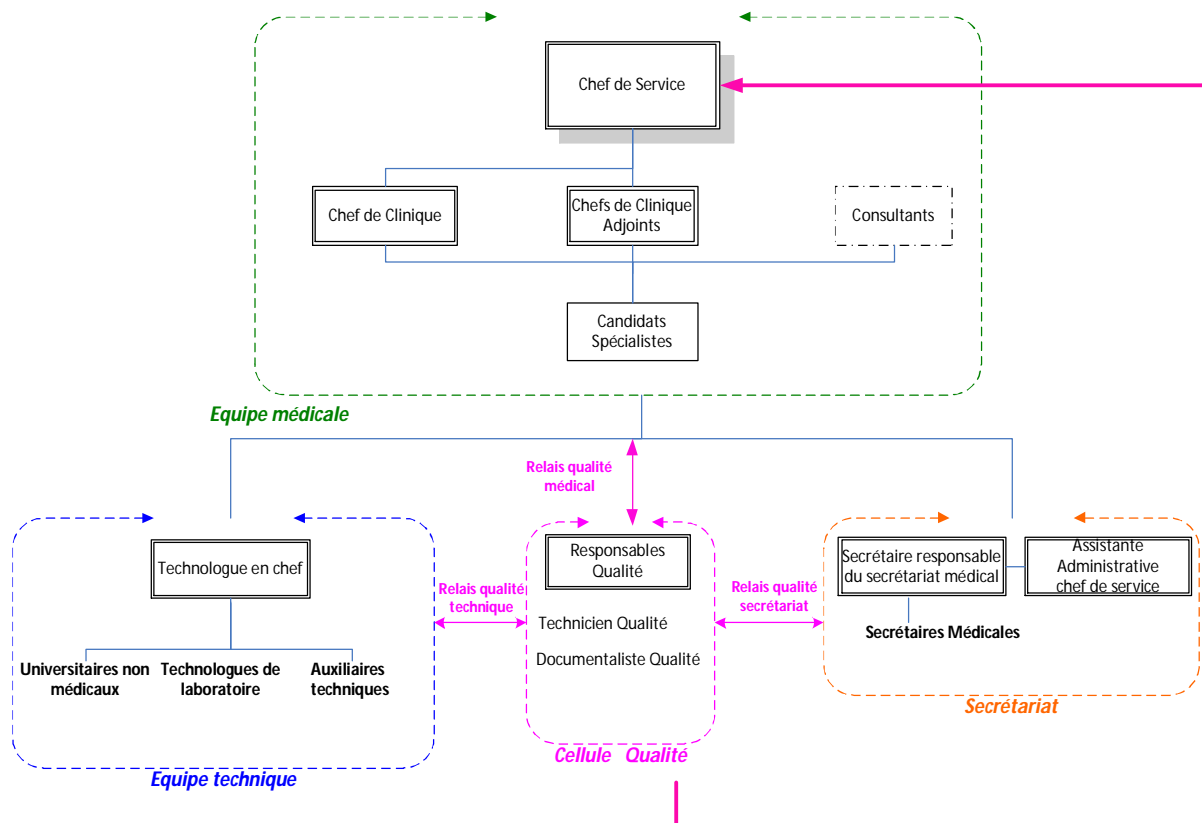 Chef de Service
Chef de Clinique
Chefs de Clinique
Adjoints
Consultants
Candidats
Spécialistes
Equipe médicale
Relais qualité
médical
Technologue en chef
Universitaires non
médicaux
Technologues de
laboratoire
Auxiliaires
techniques
Equipe technique
Relais qualité
technique
Responsables
Qualité
Technicien Qualité
Documentaliste Qualité
Cellule Qualité
Relais qualité
secrétariat
Secrétaire responsable
du secrétariat médical
Assistante
Administrative
chef de service
Secrétaires Médicales
Secrétariat